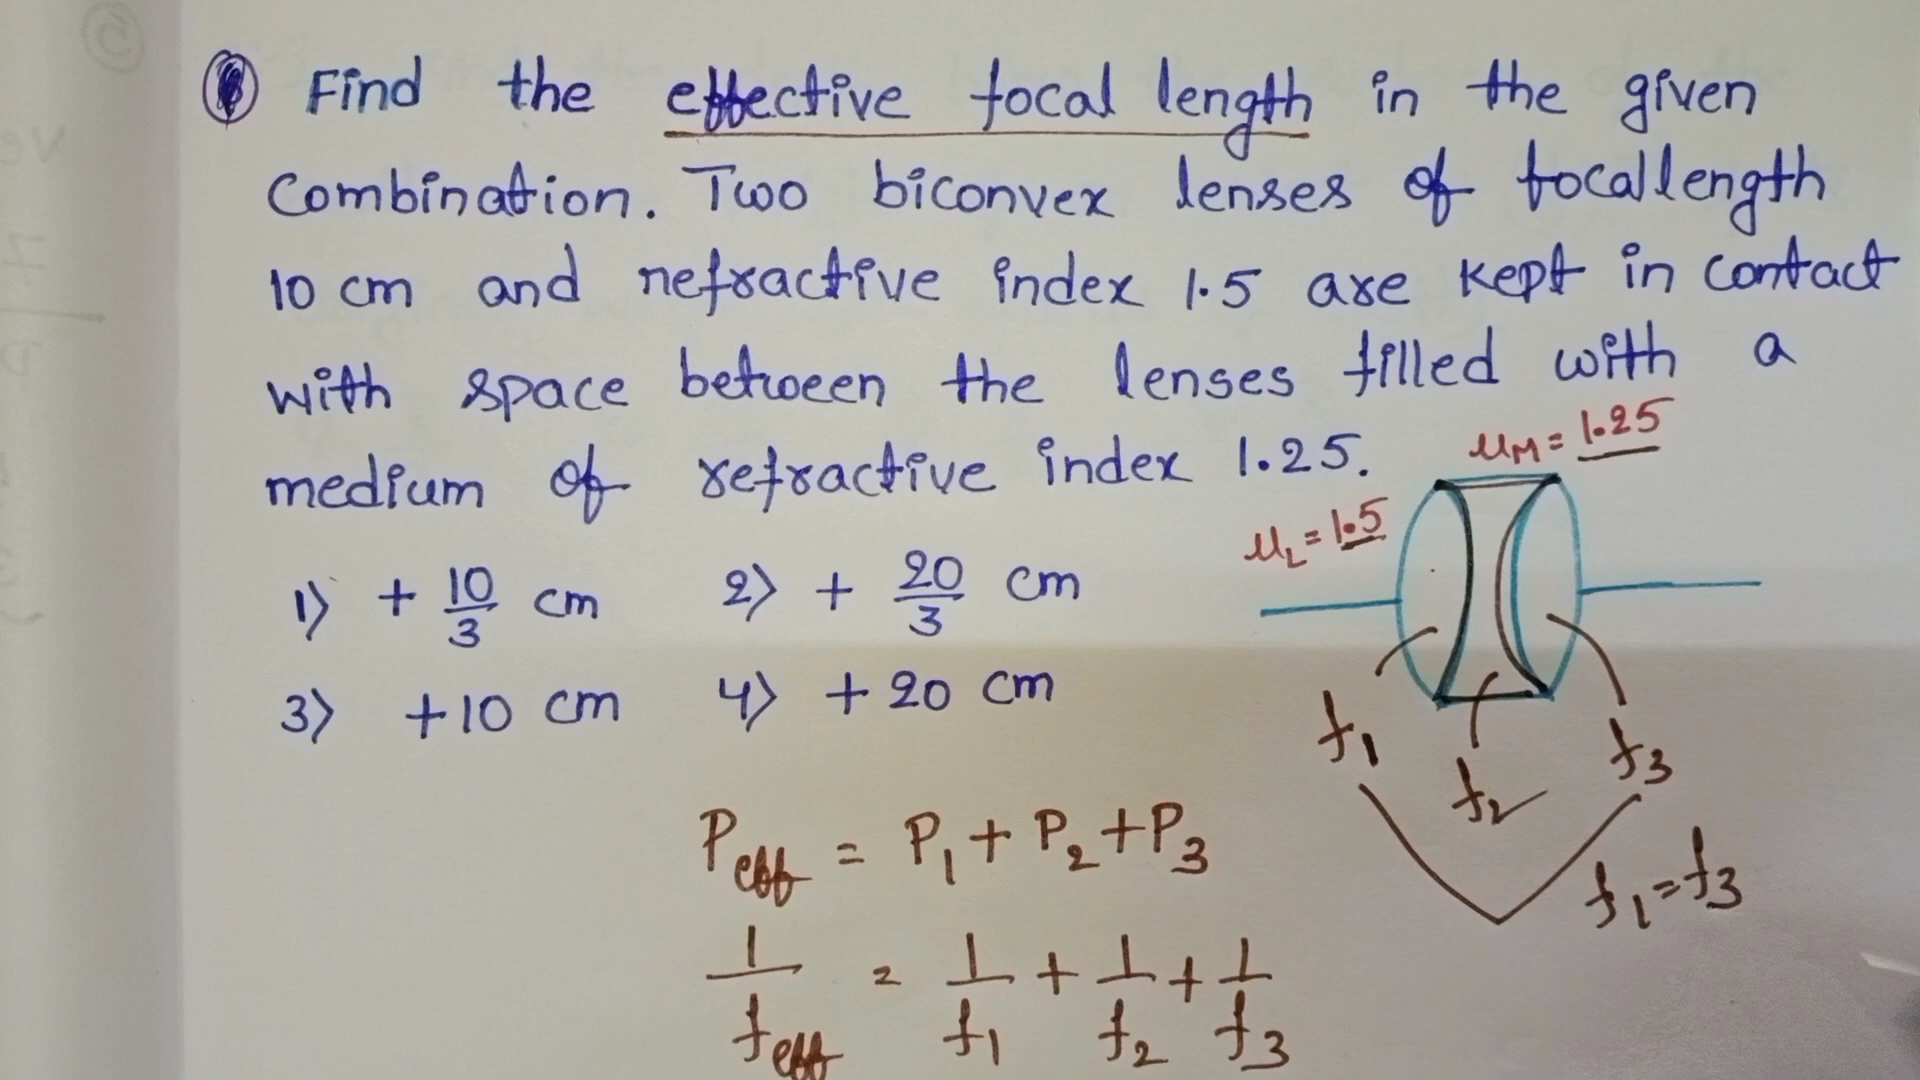 Find the effective focal length in the given
Combination. Two biconvex lenses of focal length
10 cm and refractive index 1.5 are kept in contact
with space between the lenses filled with a
medium of refractive index 1.25.
μM = 1.25
μL = 1.5
1) + 10/3 cm 2) + 20/3 cm
3) +10 cm 4) +20 cm
f1 f2 f3
f1 = f3
Peff = P1 + P2 + P3
1/feff = 1/f1 + 1/f2 + 1/f3